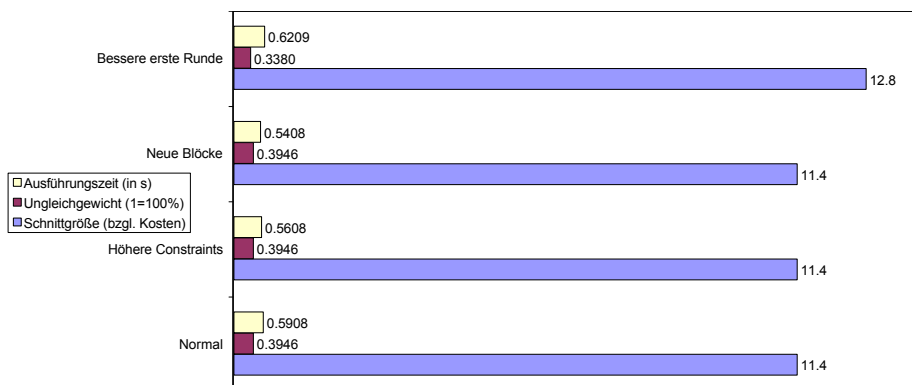 Bessere erste Runde
0.6209
0.3380
12.8
Neue Blöcke
0.5408
0.3946
11.4
Ausführungszeit (in s)
Ungleichgewicht (1=100%)
Schnittgröße (bzgl. Kosten)
Höhere Constraints
0.5608
0.3946
11.4
Normal
0.5908
0.3946
11.4